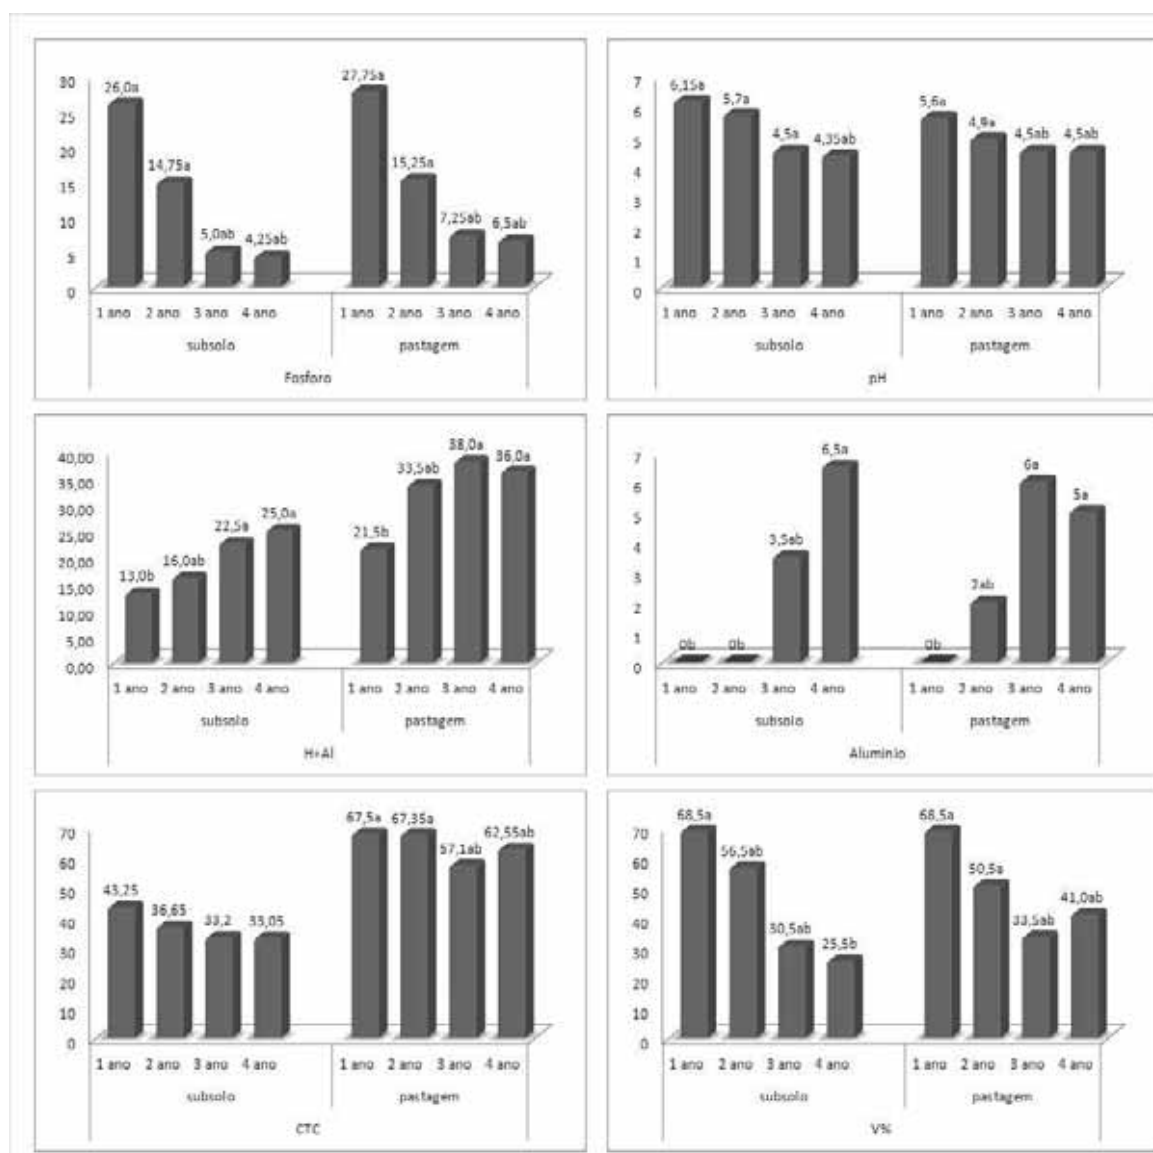 30
25
20
15
10
5
0
26,0a
14,75a
5,0ab
4,25ab
27,75a
15,25a
7,25ab
6,5ab
1 ano 2 ano 3 ano 4 ano 1 ano 2 ano 3 ano 4 ano
subsolo pastagem
Fosforo
7
6
5
4
3
2
1
0
6,15a
5,7a
4,5a
4,35ab
5,6a
4,9a
4,5ab
4,5ab
1 ano 2 ano 3 ano 4 ano 1 ano 2 ano 3 ano 4 ano
subsolo pastagem
pH
40,00
35,00
30,00
25,00
20,00
15,00
10,00
5,00
0,00
13,0b
16,0ab
22,5a
25,0a
21,5b
33,5ab
38,0a
36,0a
1 ano 2 ano 3 ano 4 ano 1 ano 2 ano 3 ano 4 ano
subsolo pastagem
H+Al
7
6
5
4
3
2
1
0
0b
0b
3,5ab
6,5a
0b
2ab
6a
5a
1 ano 2 ano 3 ano 4 ano 1 ano 2 ano 3 ano 4 ano
subsolo pastagem
Aluminio
70
60
50
40
30
20
10
0
43,25
36,65
33,2
33,05
67,5a
67,35a
57,1ab
62,55ab
1 ano 2 ano 3 ano 4 ano 1 ano 2 ano 3 ano 4 ano
subsolo pastagem
CTC
70
60
50
40
30
20
10
0
68,5a
56,5ab
30,5ab
25,5b
68,5a
50,5a
33,5ab
41,0ab
1 ano 2 ano 3 ano 4 ano 1 ano 2 ano 3 ano 4 ano
subsolo pastagem
V%